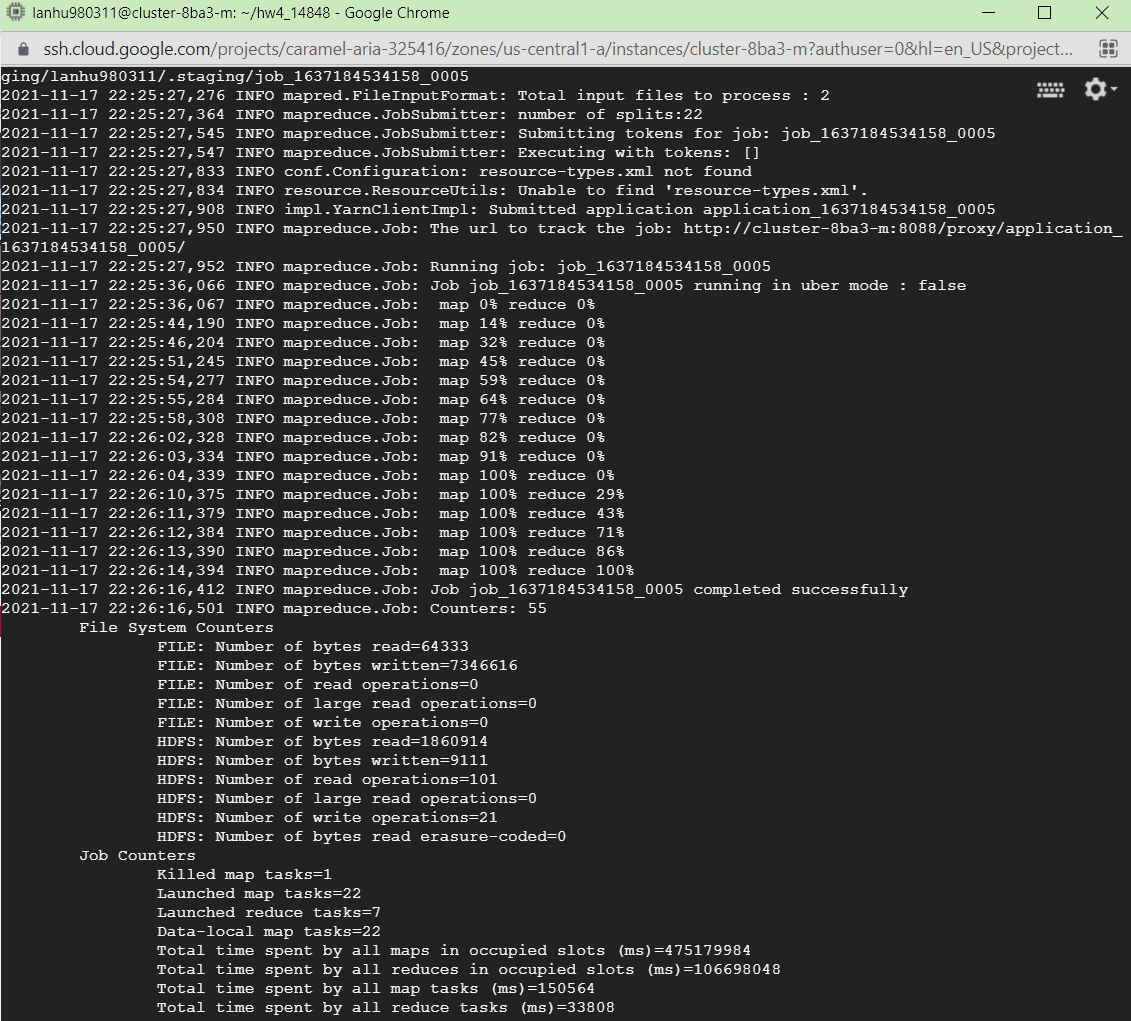 lanhu980311@cluster-8ba3-m: ~/hw4_14848 - Google Chrome
ssh.cloud.google.com/projects/caramel-aria-325416/zones/us-central1-a/instances/cluster-8ba3-m?authuser=0&hl=en_US&project...
ging/lanhu980311/.staging/job_1637184534158_0005
2021-11-17 22:25:27,276 INFO mapred.FileInputFormat: Total input files to process : 2
2021-11-17 22:25:27,364 INFO mapreduce.JobSubmitter: number of splits:22
2021-11-17 22:25:27,545 INFO mapreduce.JobSubmitter: Submitting tokens for job: job_1637184534158_0005
2021-11-17 22:25:27,547 INFO mapreduce.JobSubmitter: Executing with tokens: []
2021-11-17 22:25:27,833 INFO conf.Configuration: resource-types.xml not found
2021-11-17 22:25:27,834 INFO resource.ResourceUtils: Unable to find 'resource-types.xml'.
2021-11-17 22:25:27,908 INFO impl.YarnClientImpl: Submitted application application_1637184534158_0005
2021-11-17 22:25:27,950 INFO mapreduce.Job: The url to track the job: http://cluster-8ba3-m:8088/proxy/application_
1637184534158_0005/
2021-11-17 22:25:27,952 INFO mapreduce.Job: Running job: job_1637184534158_0005
2021-11-17 22:25:36,066 INFO mapreduce.Job: Job job_1637184534158_0005 running in uber mode : false
2021-11-17 22:25:36,067 INFO mapreduce.Job:  map 0% reduce 0%
2021-11-17 22:25:44,190 INFO mapreduce.Job:  map 14% reduce 0%
2021-11-17 22:25:46,204 INFO mapreduce.Job:  map 32% reduce 0%
2021-11-17 22:25:51,245 INFO mapreduce.Job:  map 45% reduce 0%
2021-11-17 22:25:54,277 INFO mapreduce.Job:  map 59% reduce 0%
2021-11-17 22:25:55,284 INFO mapreduce.Job:  map 64% reduce 0%
2021-11-17 22:25:58,308 INFO mapreduce.Job:  map 77% reduce 0%
2021-11-17 22:26:02,328 INFO mapreduce.Job:  map 82% reduce 0%
2021-11-17 22:26:03,334 INFO mapreduce.Job:  map 91% reduce 0%
2021-11-17 22:26:04,339 INFO mapreduce.Job:  map 100% reduce 0%
2021-11-17 22:26:10,375 INFO mapreduce.Job:  map 100% reduce 29%
2021-11-17 22:26:11,379 INFO mapreduce.Job:  map 100% reduce 43%
2021-11-17 22:26:12,384 INFO mapreduce.Job:  map 100% reduce 71%
2021-11-17 22:26:13,390 INFO mapreduce.Job:  map 100% reduce 86%
2021-11-17 22:26:14,394 INFO mapreduce.Job:  map 100% reduce 100%
2021-11-17 22:26:16,412 INFO mapreduce.Job: Job job_1637184534158_0005 completed successfully
2021-11-17 22:26:16,501 INFO mapreduce.Job: Counters: 55
File System Counters
FILE: Number of bytes read=64333
FILE: Number of bytes written=7346616
FILE: Number of read operations=0
FILE: Number of large read operations=0
FILE: Number of write operations=0
HDFS: Number of bytes read=1860914
HDFS: Number of bytes written=9111
HDFS: Number of read operations=101
HDFS: Number of large read operations=0
HDFS: Number of write operations=21
HDFS: Number of bytes read erasure-coded=0
Job Counters
Killed map tasks=1
Launched map tasks=22
Launched reduce tasks=7
Data-local map tasks=22
Total time spent by all maps in occupied slots (ms)=475179984
Total time spent by all reduces in occupied slots (ms)=106698048
Total time spent by all map tasks (ms)=150564
Total time spent by all reduce tasks (ms)=33808